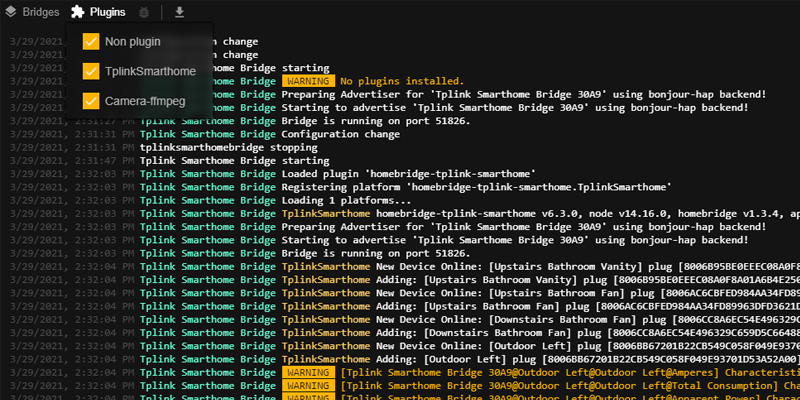 Bridges Plugins
Non plugin
TplinkSmarthome
Camera-ffmpeg
3/29/2021, n change
3/29/2021, n change
3/29/2021, me Bridge starting
3/29/2021, me Bridge WARNING No plugins installed.
3/29/2021, me Bridge Preparing Advertiser for 'Tplink Smarthome Bridge 30A9' using bonjour-hap backend!
3/29/2021, me Bridge Starting to advertise 'Tplink Smarthome Bridge 30A9' using bonjour-hap backend!
3/29/2021, 2:31:27 PM Tplink Smarthome Bridge Bridge is running on port 51826.
3/29/2021, 2:31:31 PM Tplink Smarthome Bridge Configuration change
3/29/2021, 2:31:31 PM tplinksmarthomebridge stopping
3/29/2021, 2:31:47 PM Tplink Smarthome Bridge starting
3/29/2021, 2:32:03 PM Tplink Smarthome Bridge Loaded plugin 'homebridge-tplink-smarthome'
3/29/2021, 2:32:03 PM Tplink Smarthome Bridge Registering platform 'homebridge-tplink-smarthome.TplinkSmarthome'
3/29/2021, 2:32:03 PM Tplink Smarthome Bridge Loading 1 platforms...
3/29/2021, 2:32:03 PM Tplink Smarthome Bridge TplinkSmarthome homebridge-tplink-smarthome v6.3.0, node v14.16.0, homebridge v1.3.4, ap
3/29/2021, 2:32:03 PM Tplink Smarthome Bridge Preparing Advertiser for 'Tplink Smarthome Bridge 30A9' using bonjour-hap backend!
3/29/2021, 2:32:03 PM Tplink Smarthome Bridge Starting to advertise 'Tplink Smarthome Bridge 30A9' using bonjour-hap backend!
3/29/2021, 2:32:03 PM Tplink Smarthome Bridge Bridge is running on port 51826.
3/29/2021, 2:32:04 PM Tplink Smarthome Bridge TplinkSmarthome New Device Online: [Upstairs Bathroom Vanity] plug [8006B95BE0EEEC08A0F8
3/29/2021, 2:32:04 PM Tplink Smarthome Bridge TplinkSmarthome Adding: [Upstairs Bathroom Vanity] plug [8006B95BE0EEEC08A0F8A01A6B4E250
3/29/2021, 2:32:04 PM Tplink Smarthome Bridge TplinkSmarthome New Device Online: [Upstairs Bathroom Fan] plug [8006AC6CBFED984AA34FD8
3/29/2021, 2:32:04 PM Tplink Smarthome Bridge TplinkSmarthome Adding: [Upstairs Bathroom Fan] plug [8006AC6CBFED984AA34FD89963DFD3621D
3/29/2021, 2:32:04 PM Tplink Smarthome Bridge TplinkSmarthome New Device Online: [Downstairs Bathroom Fan] plug [8006CC8A6EC54E496329C
3/29/2021, 2:32:04 PM Tplink Smarthome Bridge TplinkSmarthome Adding: [Downstairs Bathroom Fan] plug [8006CC8A6EC54E496329C659D5C66488
3/29/2021, 2:32:04 PM Tplink Smarthome Bridge TplinkSmarthome New Device Online: [Outdoor Left] plug [8006BB67201B22CB549C058F049E9370
3/29/2021, 2:32:04 PM Tplink Smarthome Bridge TplinkSmarthome Adding: [Outdoor Left] plug [8006BB67201B22CB549C058F049E93701D53A52A00]
3/29/2021, 2:32:04 PM Tplink Smarthome Bridge WARNING [Tplink Smarthome Bridge 30A9@Outdoor Left@Outdoor Left@Amperes] Characteristi
3/29/2021, 2:32:04 PM Tplink Smarthome Bridge WARNING [Tplink Smarthome Bridge 30A9@Outdoor Left@Outdoor Left@Total Consumption] Char
3/29/2021, 2:32:04 PM Tplink Smarthome Bridge WARNING [Tplink Smarthome Bridge 30A9@Outdoor Left@Outdoor Left@Apparent Power] Charac